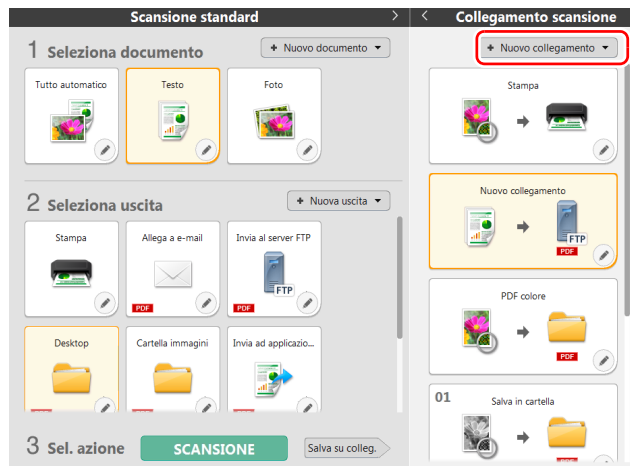 Scansione standard >
1 Seleziona documento
+ Nuovo documento
Tutto automatico
Testo
Foto
2 Seleziona uscita
+ Nuova uscita
Stampa
Allega a e-mail
PDF
Invia al server FTP
FTP
PDF
Desktop
Cartella immagini
Invia ad applicazio...
3 Sel. azione
SCANSIONE
Salva su colleg.
< Collegamento scansione
+ Nuovo collegamento
Stampa
Nuovo collegamento
FTP
PDF
PDF colore
PDF
01
Salva in cartella